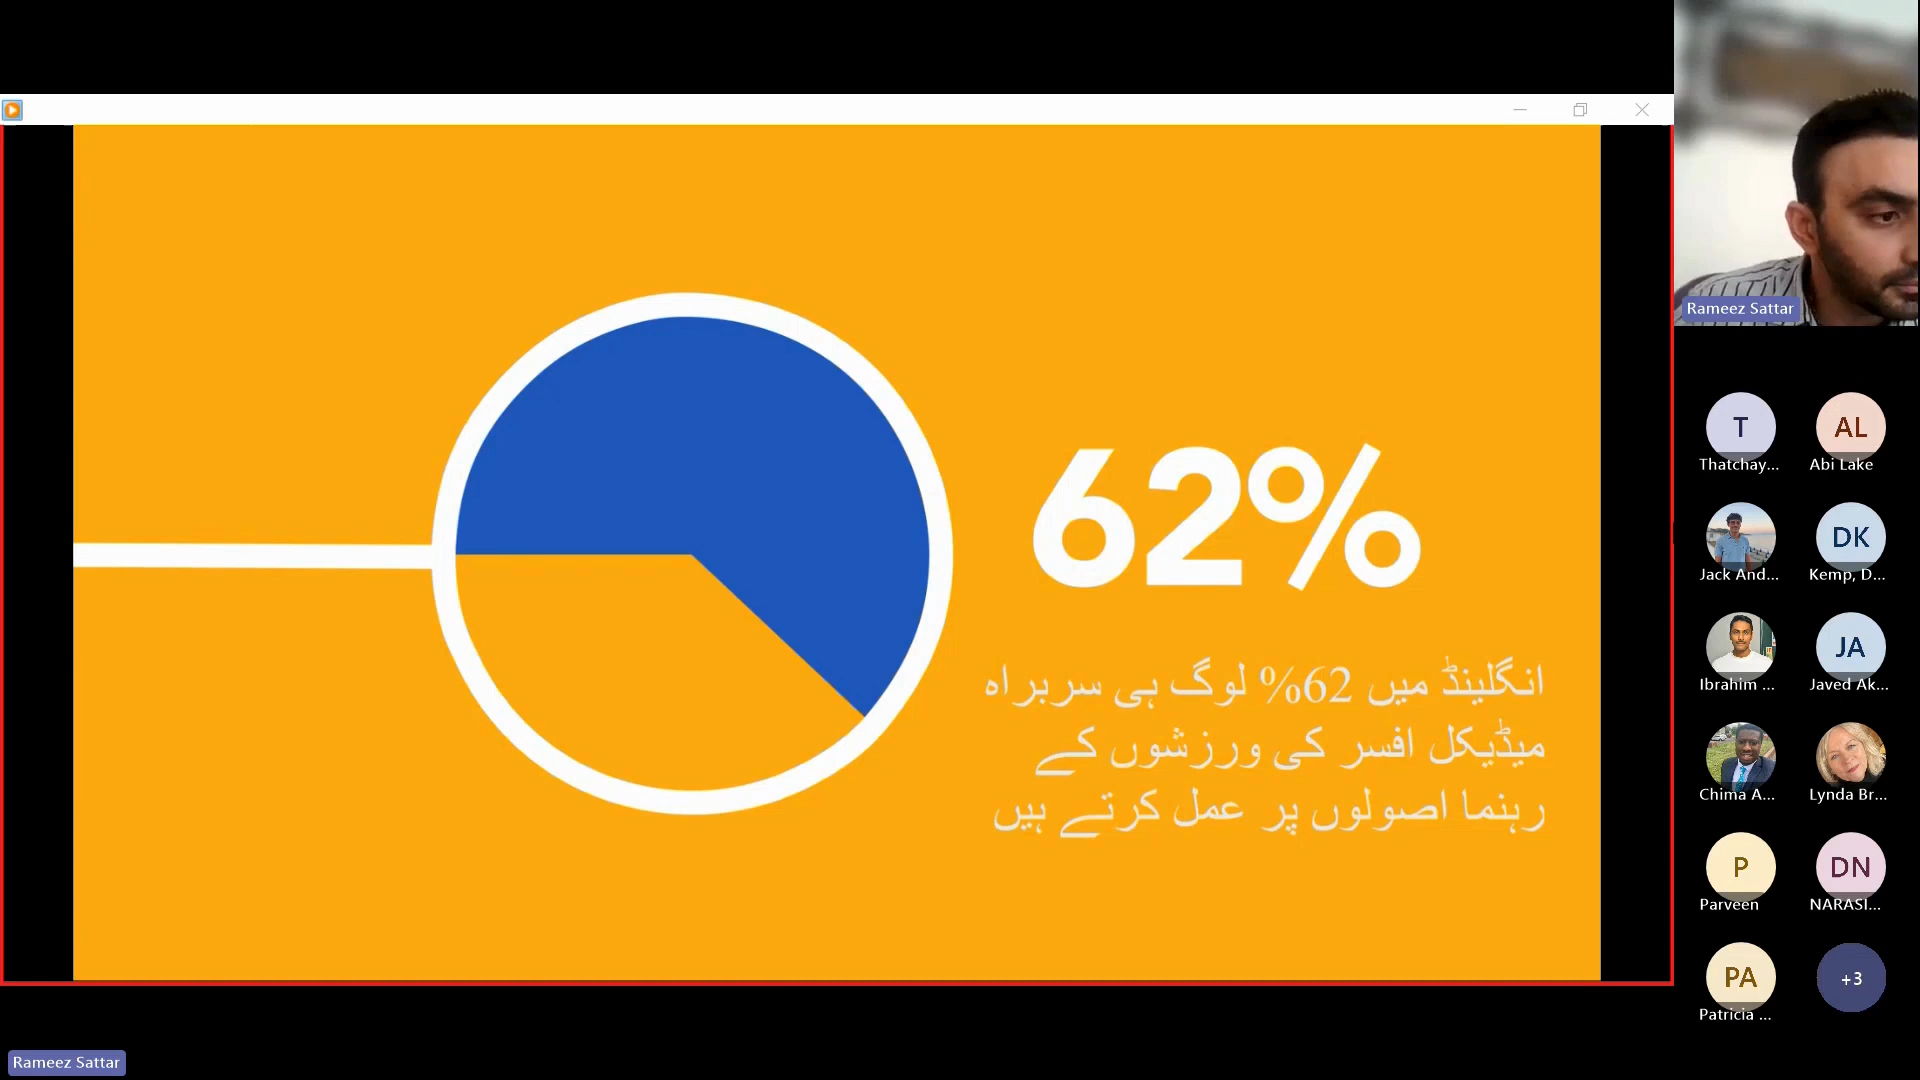 62%
انگلینڈ میں 62% لوگ ہی سربراہ
میڈیکل افسر کی ورزشوں کے
رہنما اصولوں پر عمل کرتے ہیں
Rameez Sattar
T
Thatchay...
AL
Abi Lake
Jack And...
DK
Kemp, D...
Ibrahim ...
JA
Javed Ak...
Chima A...
Lynda Br...
P
Parveen
DN
NARASI...
PA
Patricia ...
+3
Rameez Sattar